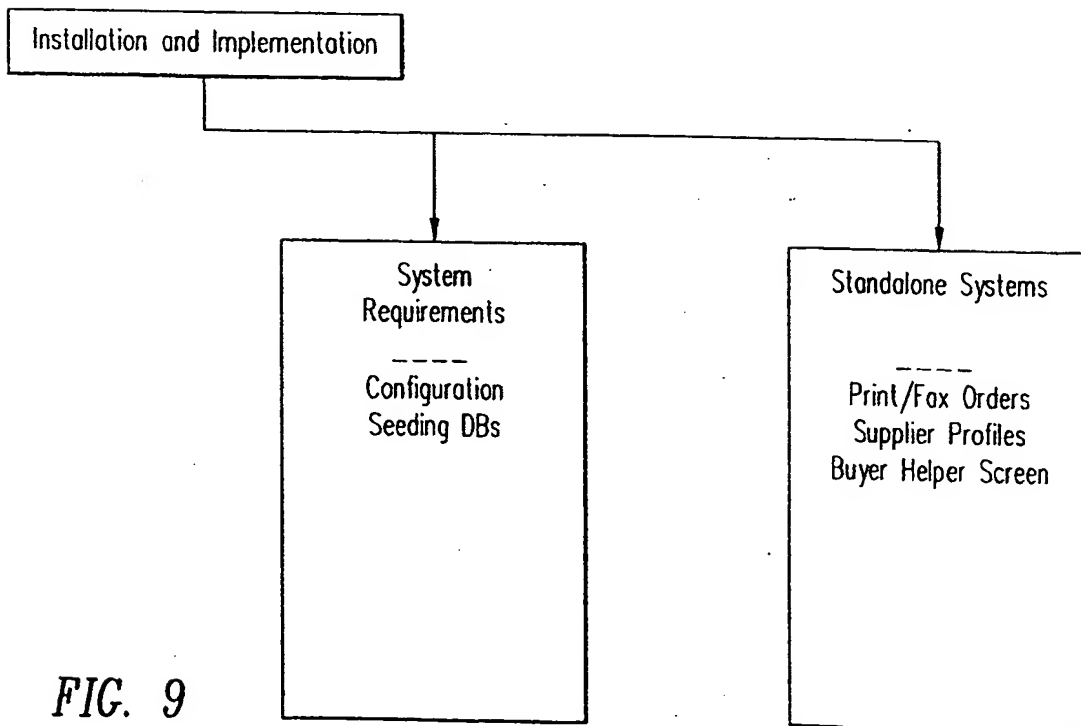 Installation and Implementation
System
Requirements
----
Configuration
Seeding DBs
Standalone Systems
----
Print/Fax Orders
Supplier Profiles
Buyer Helper Screen
FIG. 9